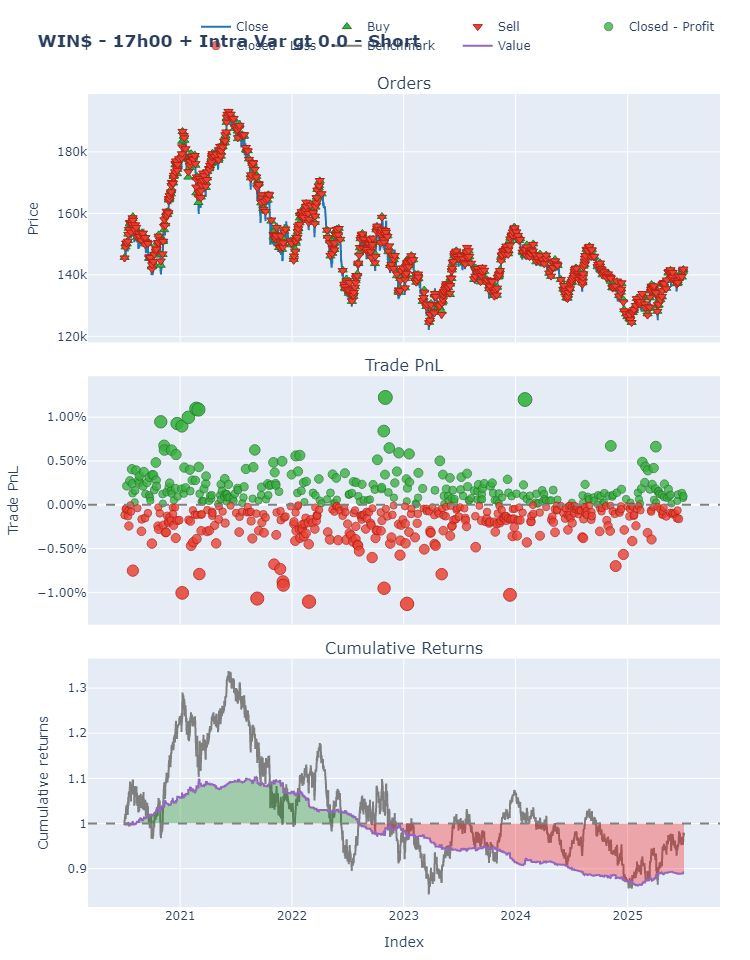 Close Buy Sell Closed - Profit
WIN$ - 17h00 + Intra Var gt 0.0 - Short
Closed - Loss Benchmark Value
Orders
180k
160k
140k
120k
Price
Trade PnL
1.00%
0.50%
0.00%
−0.50%
−1.00%
Trade PnL
Cumulative Returns
1.3
1.2
1.1
1
0.9
Cumulative returns
2021 2022 2023 2024 2025
Index